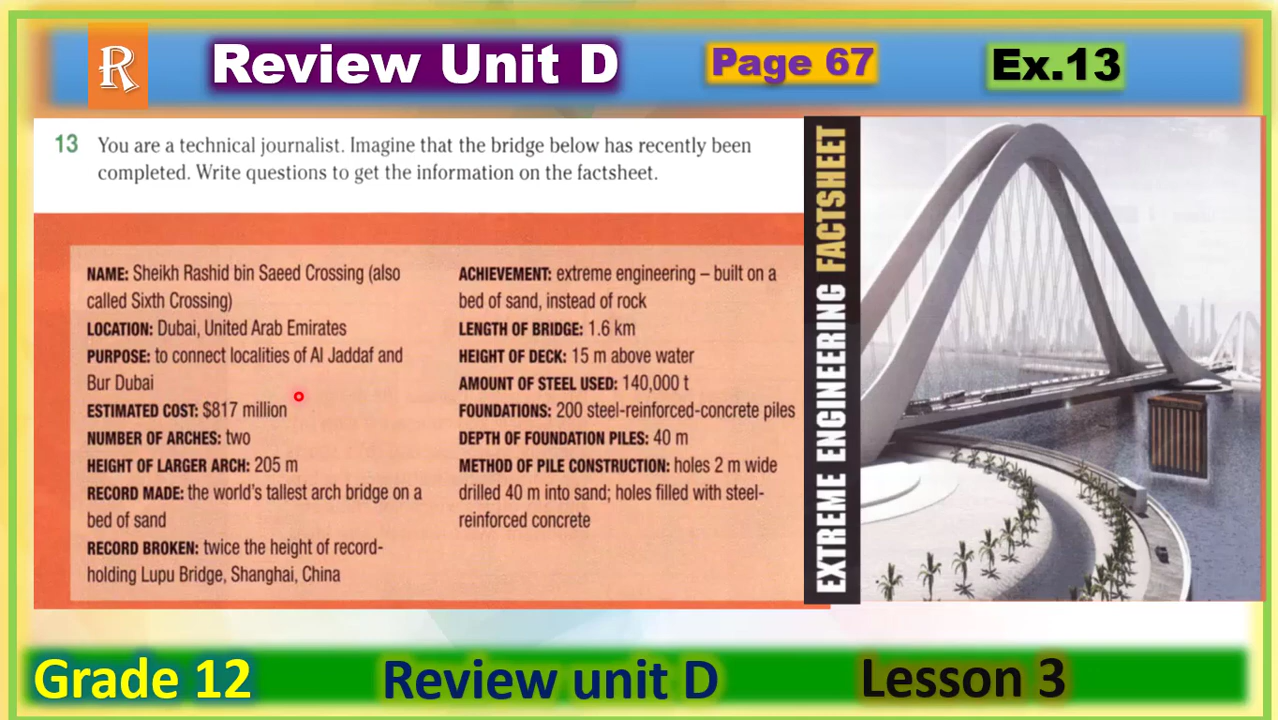 R
Review Unit D
Page 67
Ex.13
13 You are a technical journalist. Imagine that the bridge below has recently been
completed. Write questions to get the information on the factsheet.
NAME: Sheikh Rashid bin Saeed Crossing (also
called Sixth Crossing)
LOCATION: Dubai, United Arab Emirates
PURPOSE: to connect localities of Al Jaddaf and
Bur Dubai
ESTIMATED COST: $817 million
NUMBER OF ARCHES: two
HEIGHT OF LARGER ARCH: 205 m
RECORD MADE: the world's tallest arch bridge on a
bed of sand
RECORD BROKEN: twice the height of record-
holding Lupu Bridge, Shanghai, China
ACHIEVEMENT: extreme engineering – built on a
bed of sand, instead of rock
LENGTH OF BRIDGE: 1.6 km
HEIGHT OF DECK: 15 m above water
AMOUNT OF STEEL USED: 140,000 t
FOUNDATIONS: 200 steel-reinforced-concrete piles
DEPTH OF FOUNDATION PILES: 40 m
METHOD OF PILE CONSTRUCTION: holes 2 m wide
drilled 40 m into sand; holes filled with steel-
reinforced concrete
EXTREME ENGINEERING FACTSHEET
Grade 12
Review unit D
Lesson 3